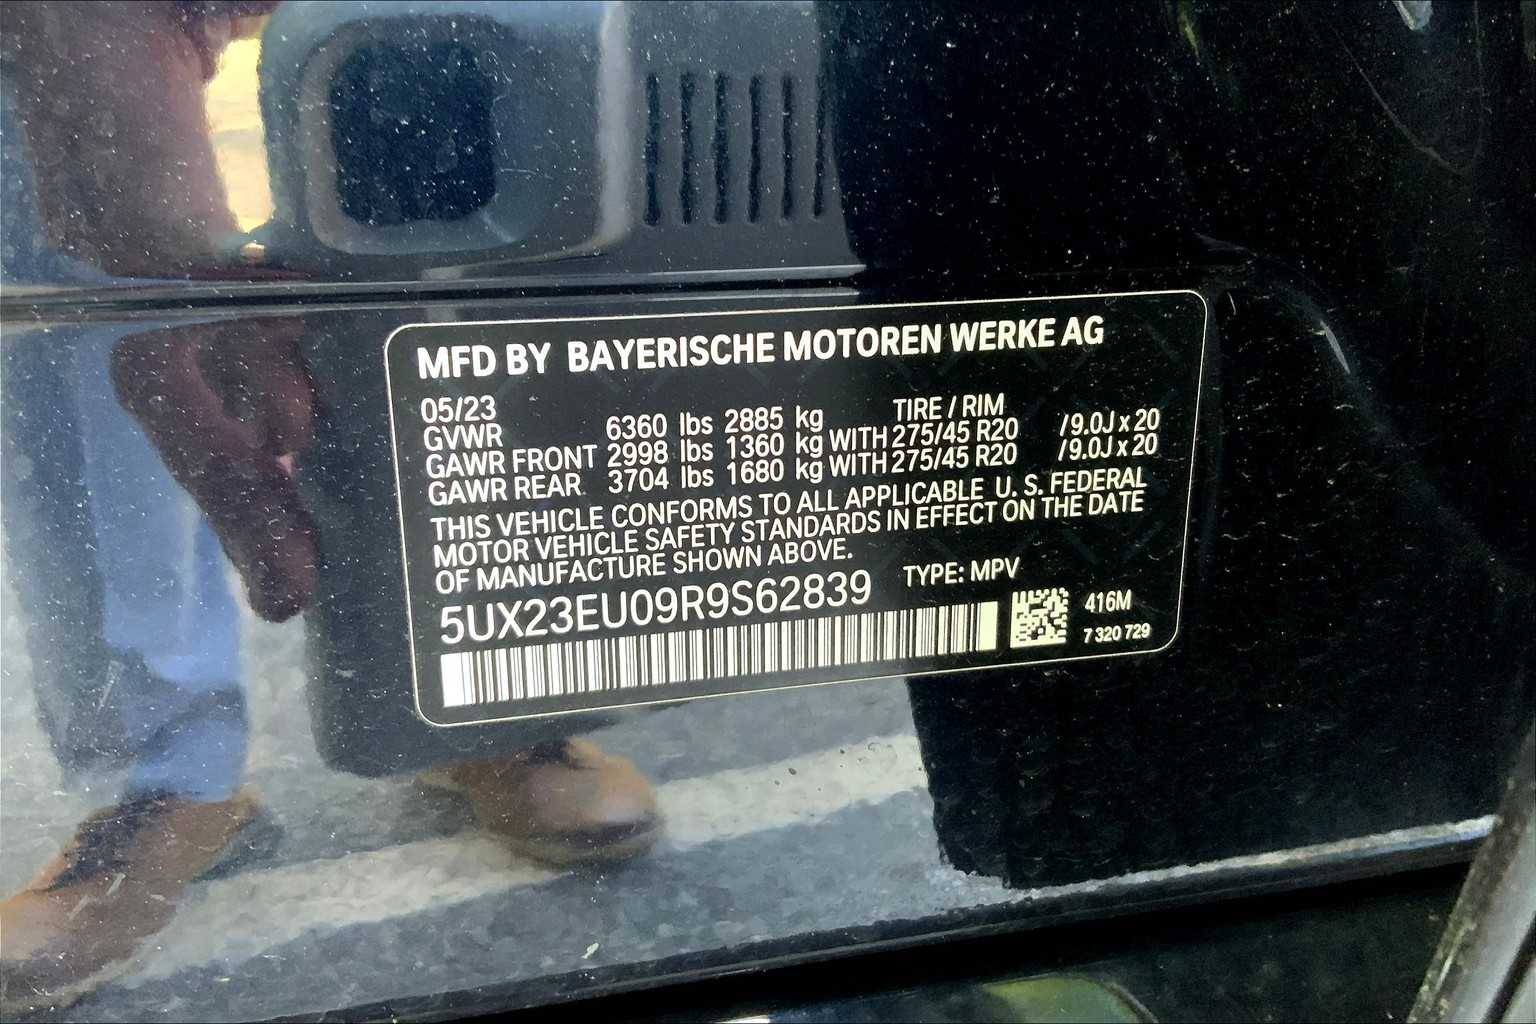 MFD BY BAYERISCHE MOTOREN WERKE AG
05/23 TIRE / RIM
GVWR 6360 lbs 2885 kg
GAWR FRONT 2998 lbs 1360 kg WITH 275/45 R20 /9.0J x 20
GAWR REAR 3704 lbs 1680 kg WITH 275/45 R20 /9.0J x 20
THIS VEHICLE CONFORMS TO ALL APPLICABLE U. S. FEDERAL
MOTOR VEHICLE SAFETY STANDARDS IN EFFECT ON THE DATE
OF MANUFACTURE SHOWN ABOVE.
5UX23EU09R9S62839 TYPE: MPV
416M
7 320 729